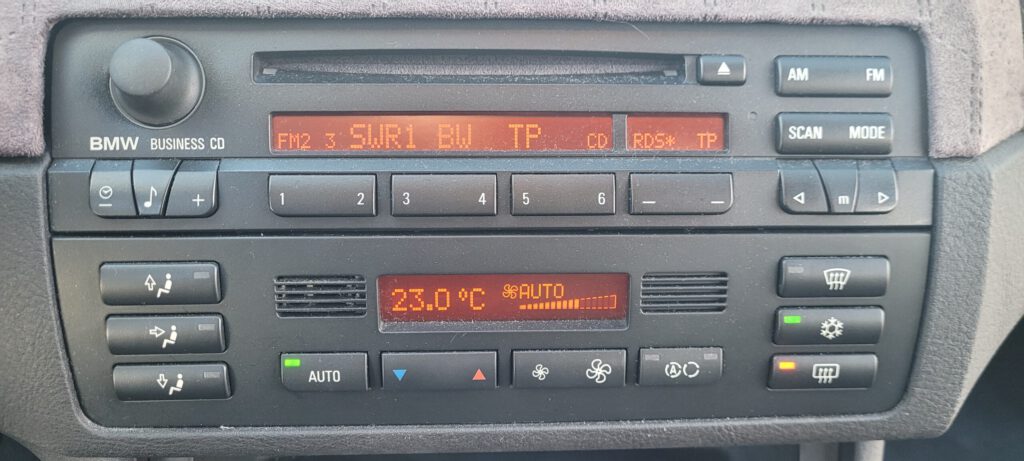 AM FM
FM2 3 SWR1 BW TP CD RDS* TP
SCAN MODE
BMW BUSINESS CD
1 2 3 4 5 6 m
23.0 °C AUTO
AUTO A